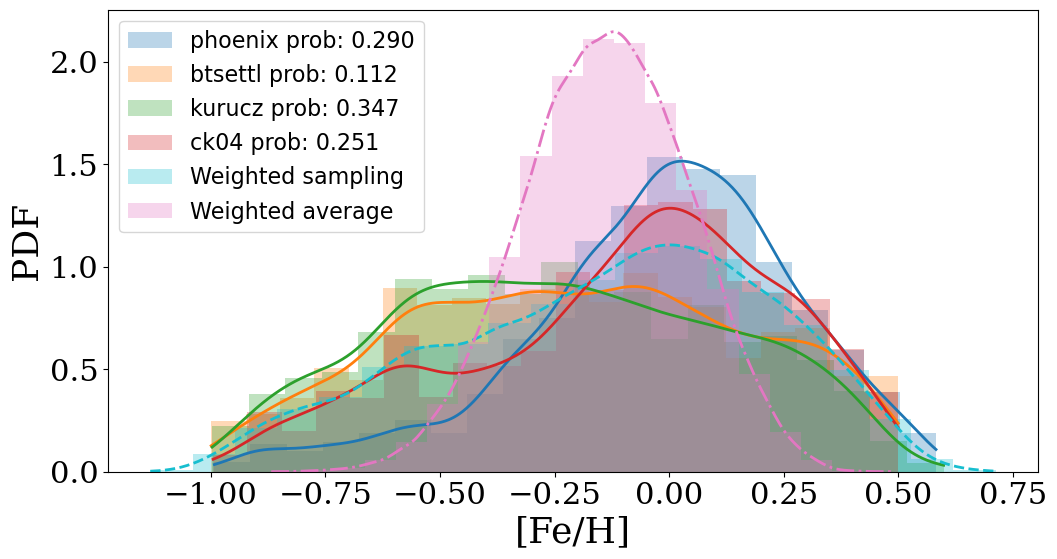 phoenix prob: 0.290
btsettl prob: 0.112
kurucz prob: 0.347
ck04 prob: 0.251
Weighted sampling
Weighted average
PDF
2.0
1.5
1.0
0.5
0.0
−1.00 −0.75 −0.50 −0.25 0.00 0.25 0.50 0.75
[Fe/H]